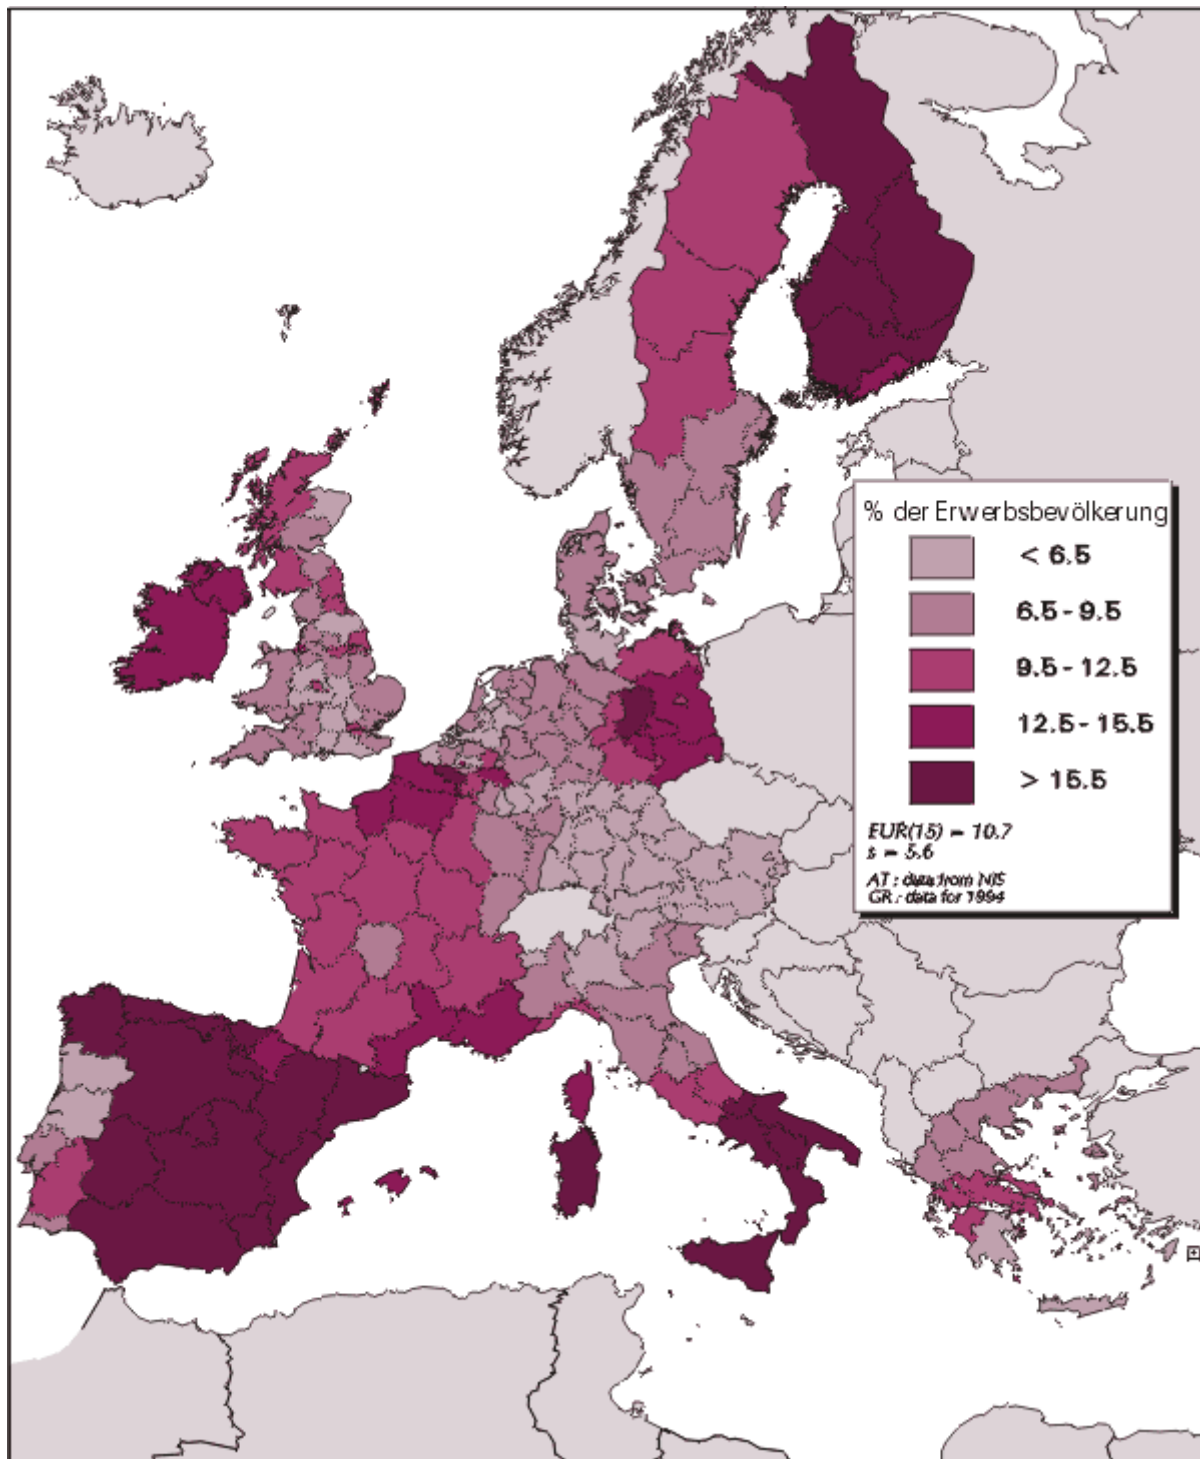 % der Erwerbsbevölkerung
< 6.5
6.5 - 9.5
9.5 - 12.5
12.5 - 15.5
> 15.5
EUR(15) = 10.7
s = 5.6
AT : data from NIS
GR : data for 1994